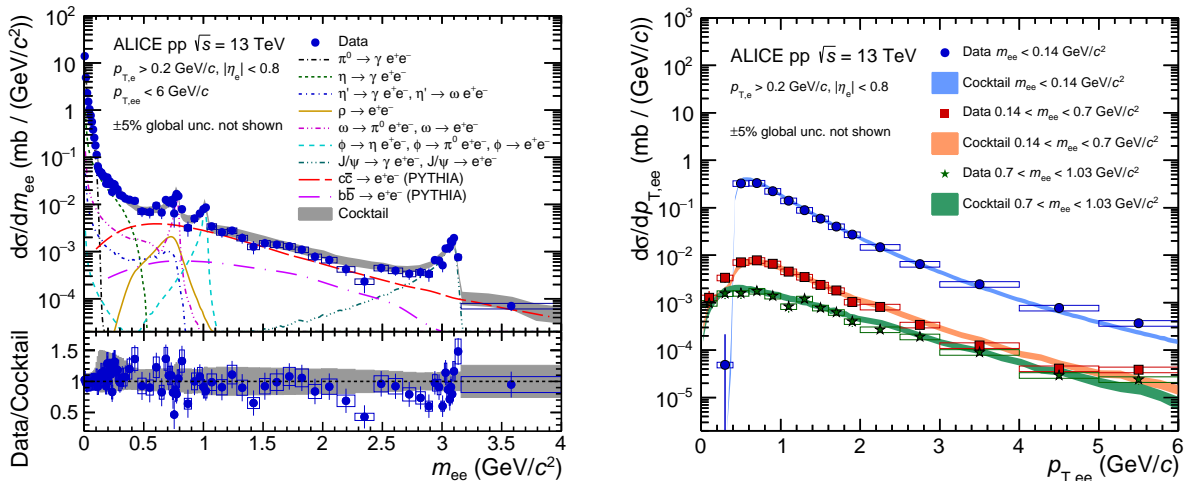 ALICE pp √s = 13 TeV
p_T,e > 0.2 GeV/c, |η_e| < 0.8
p_T,ee < 6 GeV/c
±5% global unc. not shown
Data
π⁰ → γ e⁺e⁻
η → γ e⁺e⁻
η' → γ e⁺e⁻, η' → ω e⁺e⁻
ρ → e⁺e⁻
ω → π⁰ e⁺e⁻, ω → e⁺e⁻
ϕ → η e⁺e⁻, ϕ → π⁰ e⁺e⁻, ϕ → e⁺e⁻
J/ψ → γ e⁺e⁻, J/ψ → e⁺e⁻
cc̅ → e⁺e⁻ (PYTHIA)
bb̅ → e⁺e⁻ (PYTHIA)
Cocktail
dσ/dm_ee (mb / (GeV/c²)
10² 10 1 10⁻¹ 10⁻² 10⁻³ 10⁻⁴
Data/Cocktail
1.5 1 0.5
0 0.5 1 1.5 2 2.5 3 3.5 4
m_ee (GeV/c²)
ALICE pp √s = 13 TeV
p_T,e > 0.2 GeV/c, |η_e| < 0.8
±5% global unc. not shown
Data m_ee < 0.14 GeV/c²
Cocktail m_ee < 0.14 GeV/c²
Data 0.14 < m_ee < 0.7 GeV/c²
Cocktail 0.14 < m_ee < 0.7 GeV/c²
Data 0.7 < m_ee < 1.03 GeV/c²
Cocktail 0.7 < m_ee < 1.03 GeV/c²
dσ/dp_T,ee (mb / (GeV/c))
10³ 10² 10 1 10⁻¹ 10⁻² 10⁻³ 10⁻⁴ 10⁻⁵
0 1 2 3 4 5 6
p_T,ee (GeV/c)